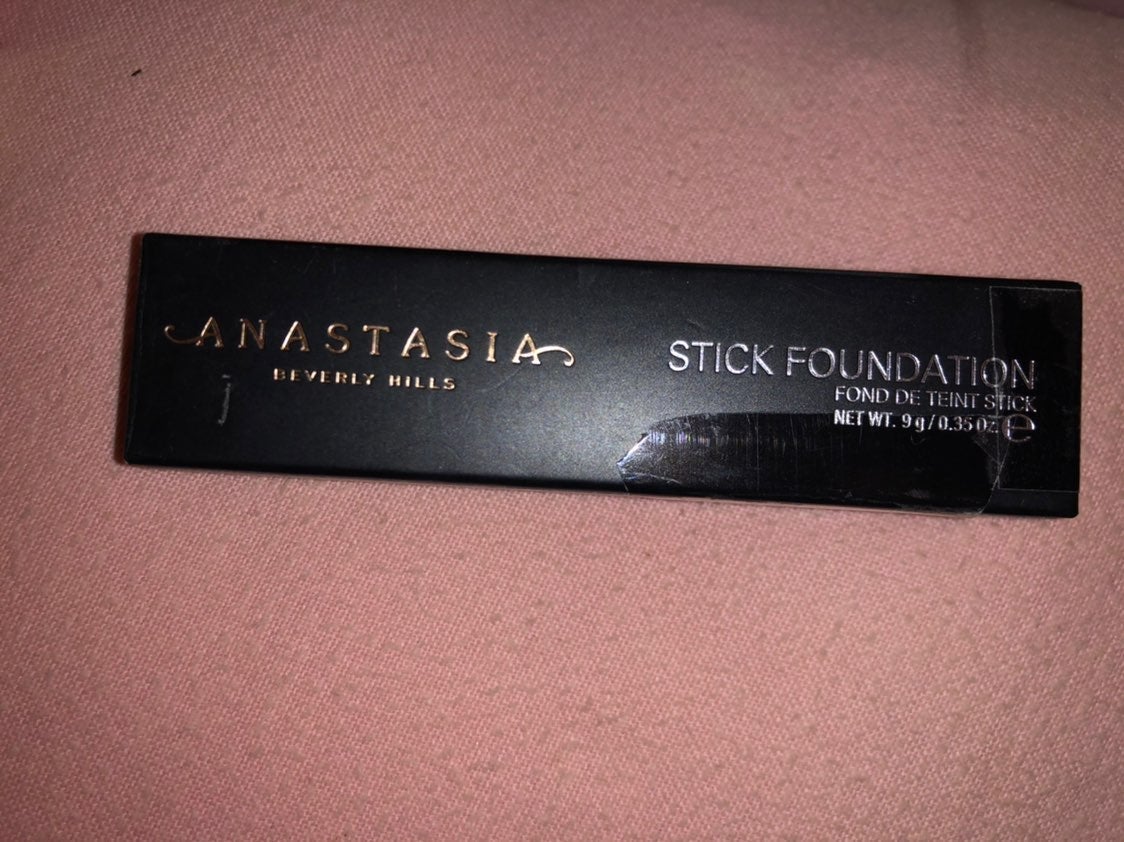 ANASTASIA
BEVERLY HILLS
STICK FOUNDATION
FOND DE TEINT STICK
NET WT. 9 g / 0.35 OZ. ℮